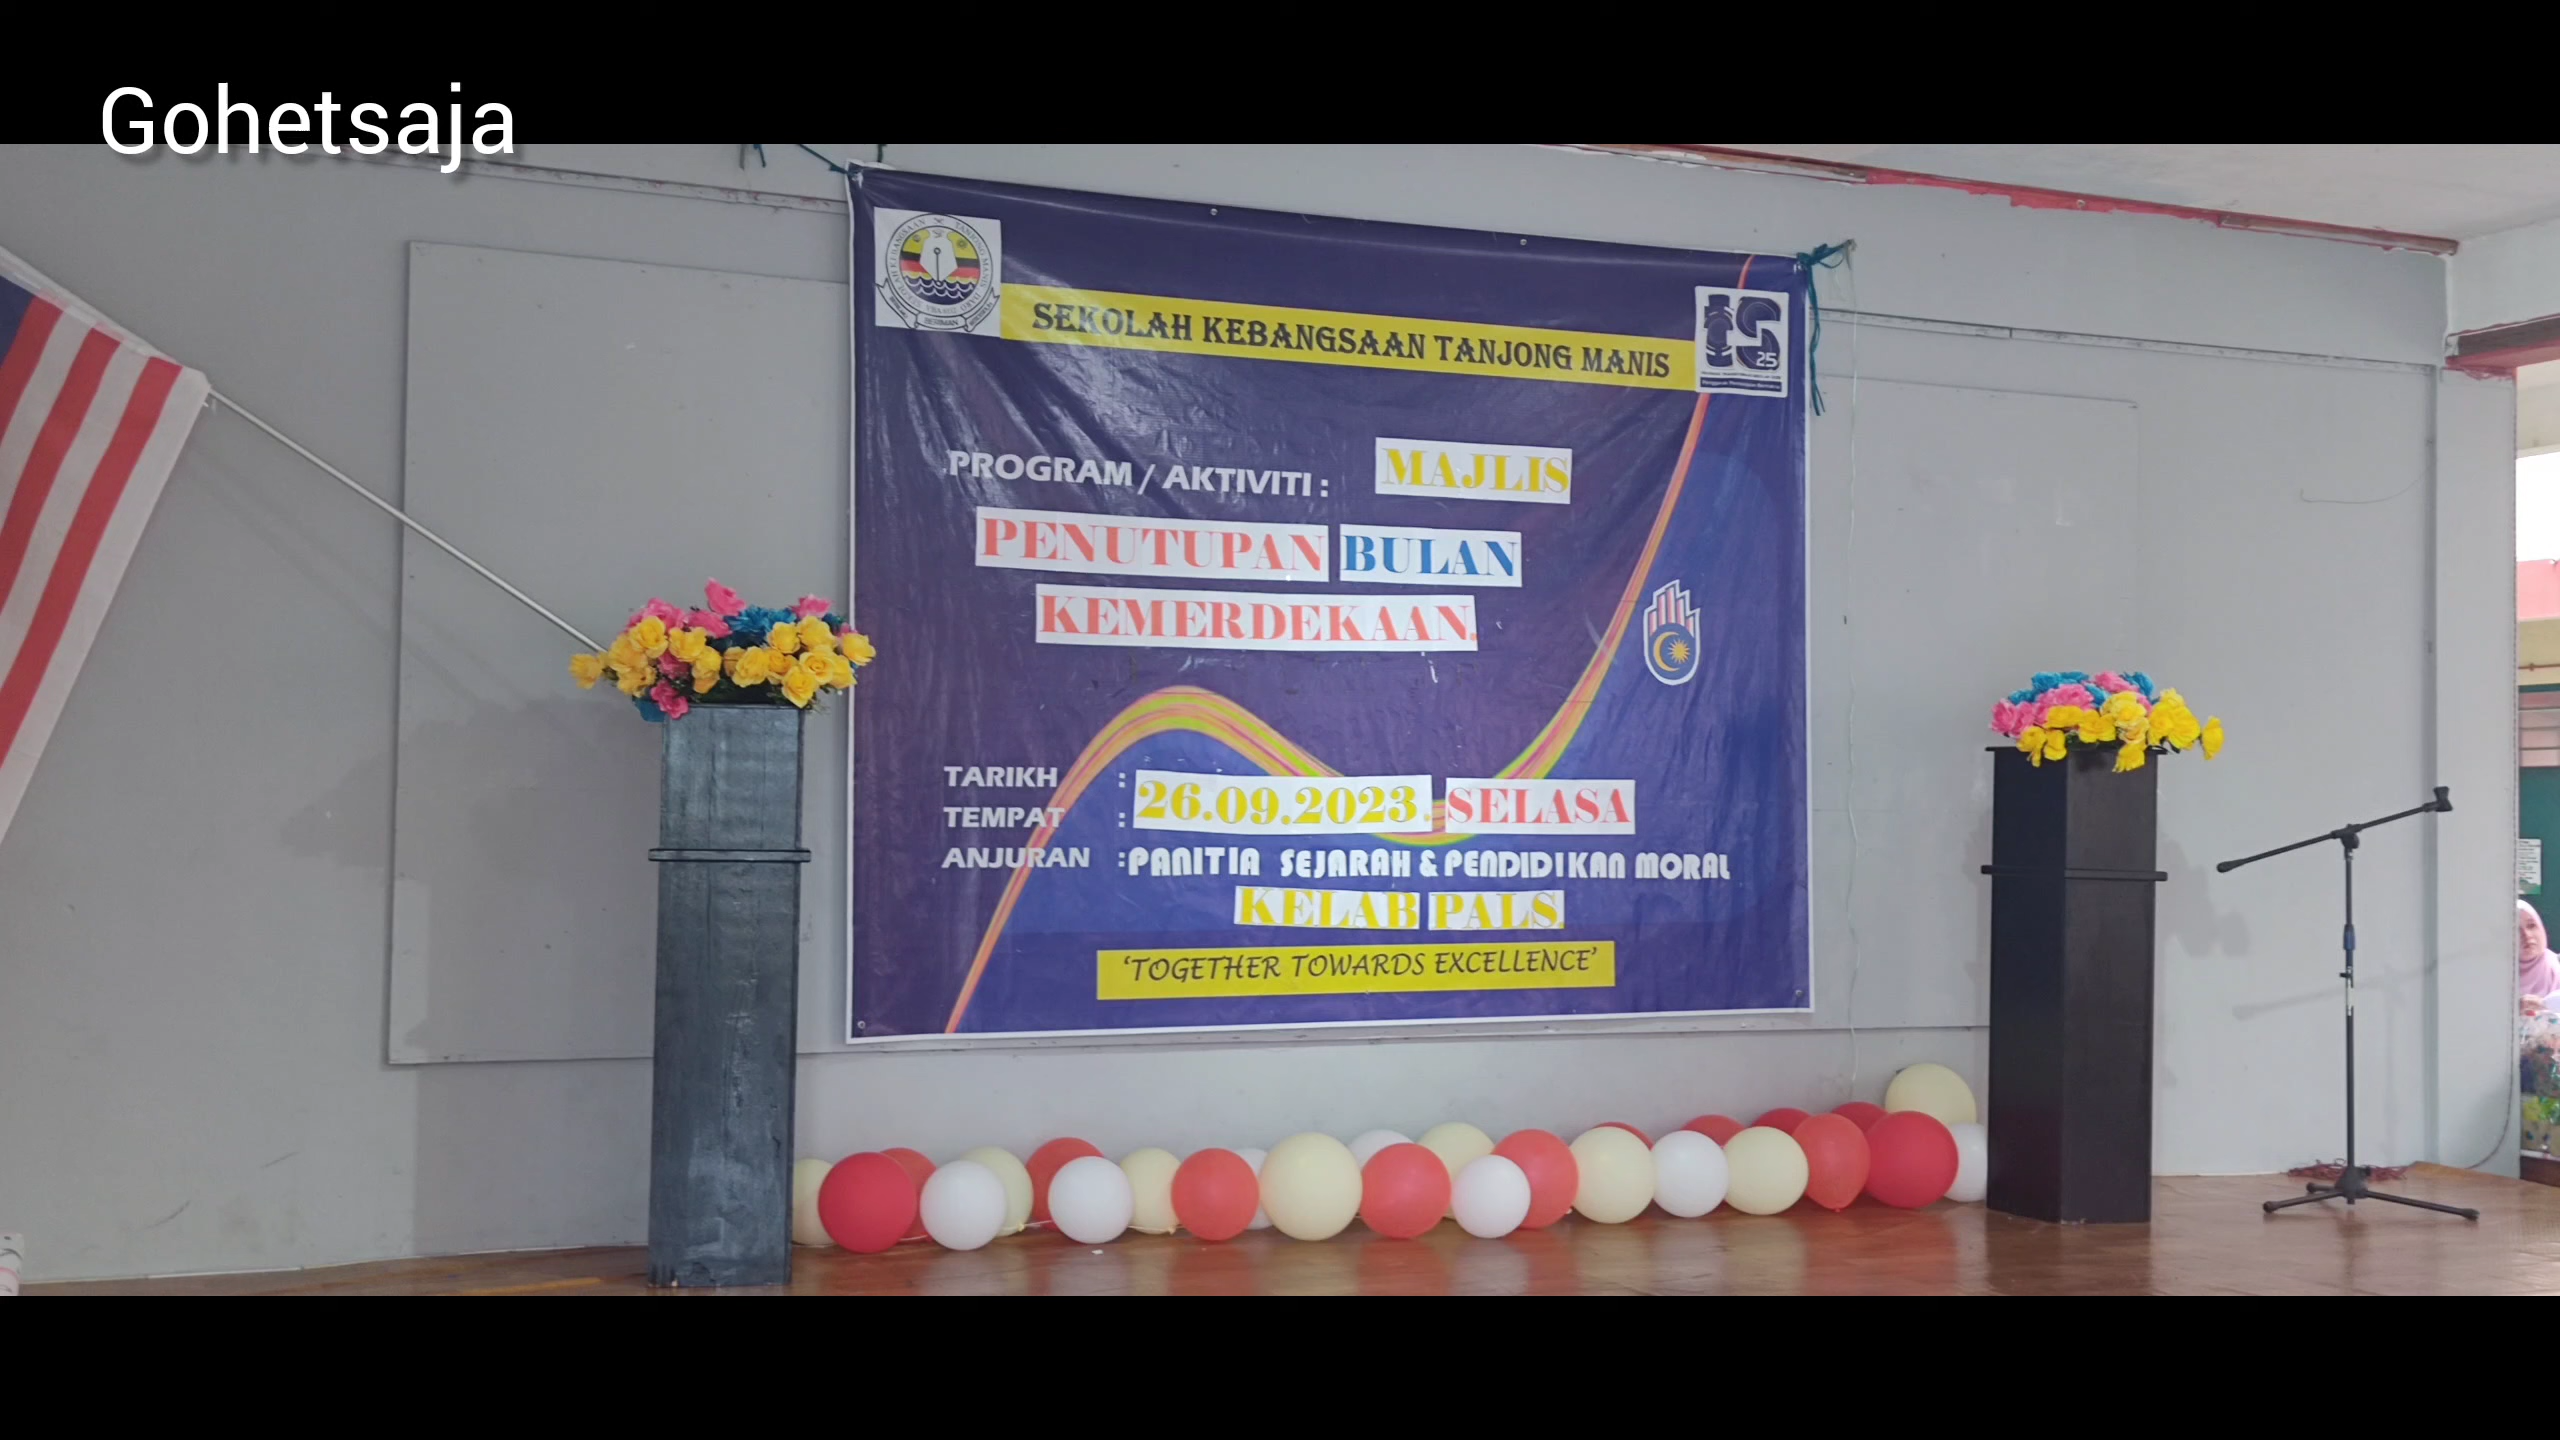 Gohetsaja
SEKOLAH KEBANGSAAN TANJONG MANIS
25
PROGRAM / AKTIVITI : MAJLIS
PENUTUPAN BULAN
KEMERDEKAAN.
TARIKH :
TEMPAT : 26.09.2023. SELASA
ANJURAN :PANITIA SEJARAH & PENDIDIKAN MORAL
KELAB PALS.
'TOGETHER TOWARDS EXCELLENCE'